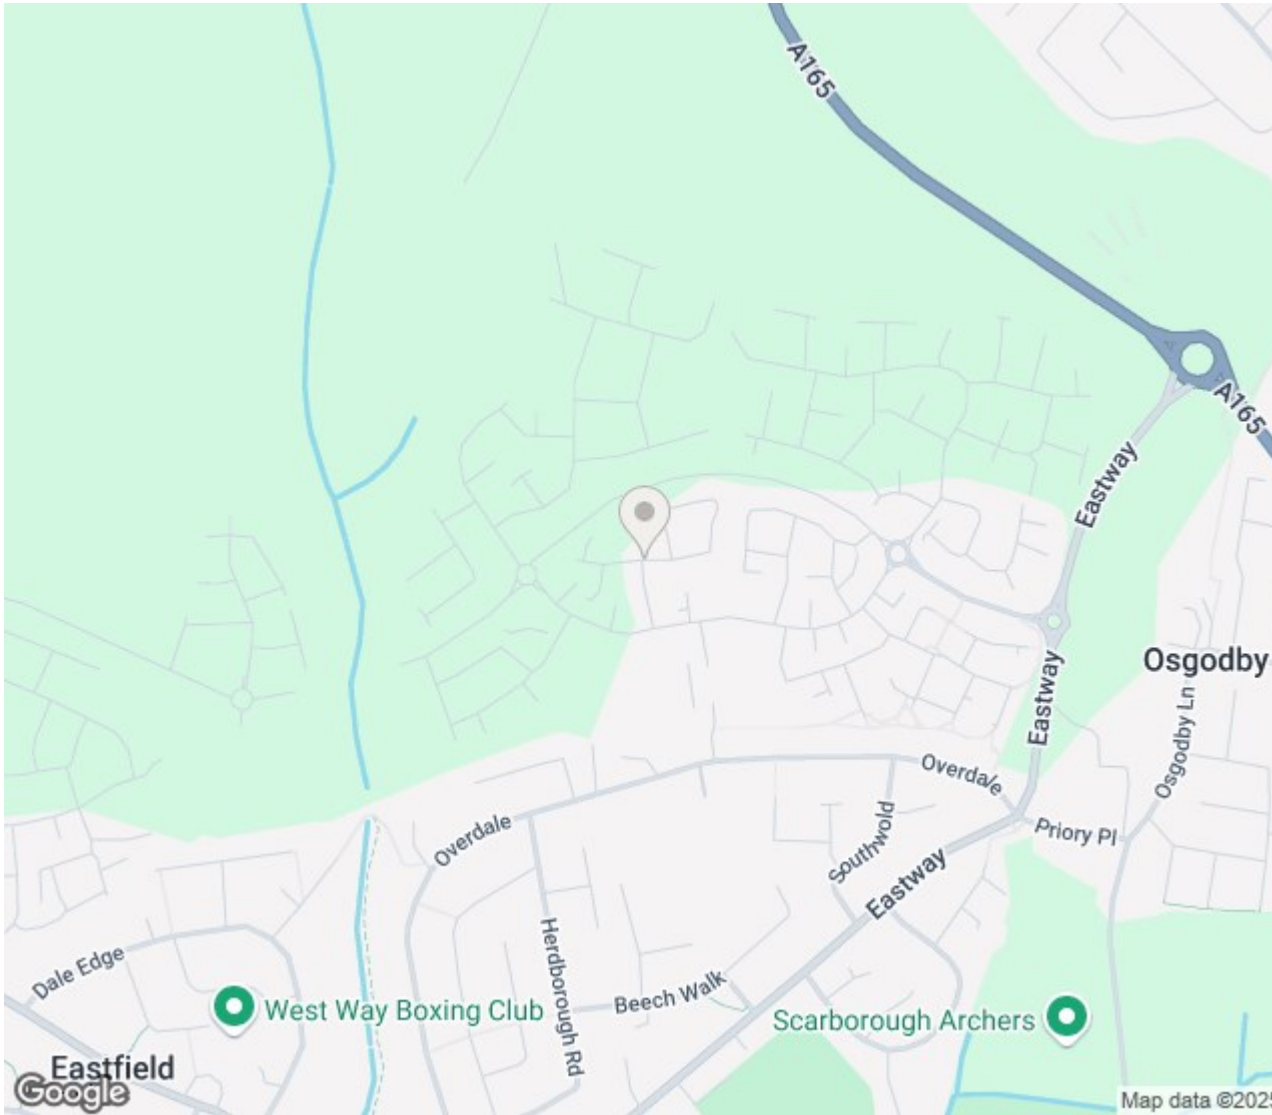 A165
A165
Eastway
Osgodby
Eastway
Osgodby Ln
Overdale
Overdale
Priory Pl
Southwold
Eastway
Dale Edge
Herdborough Rd
Beech Walk
West Way Boxing Club
Scarborough Archers
Eastfield
Google
Map data ©2025